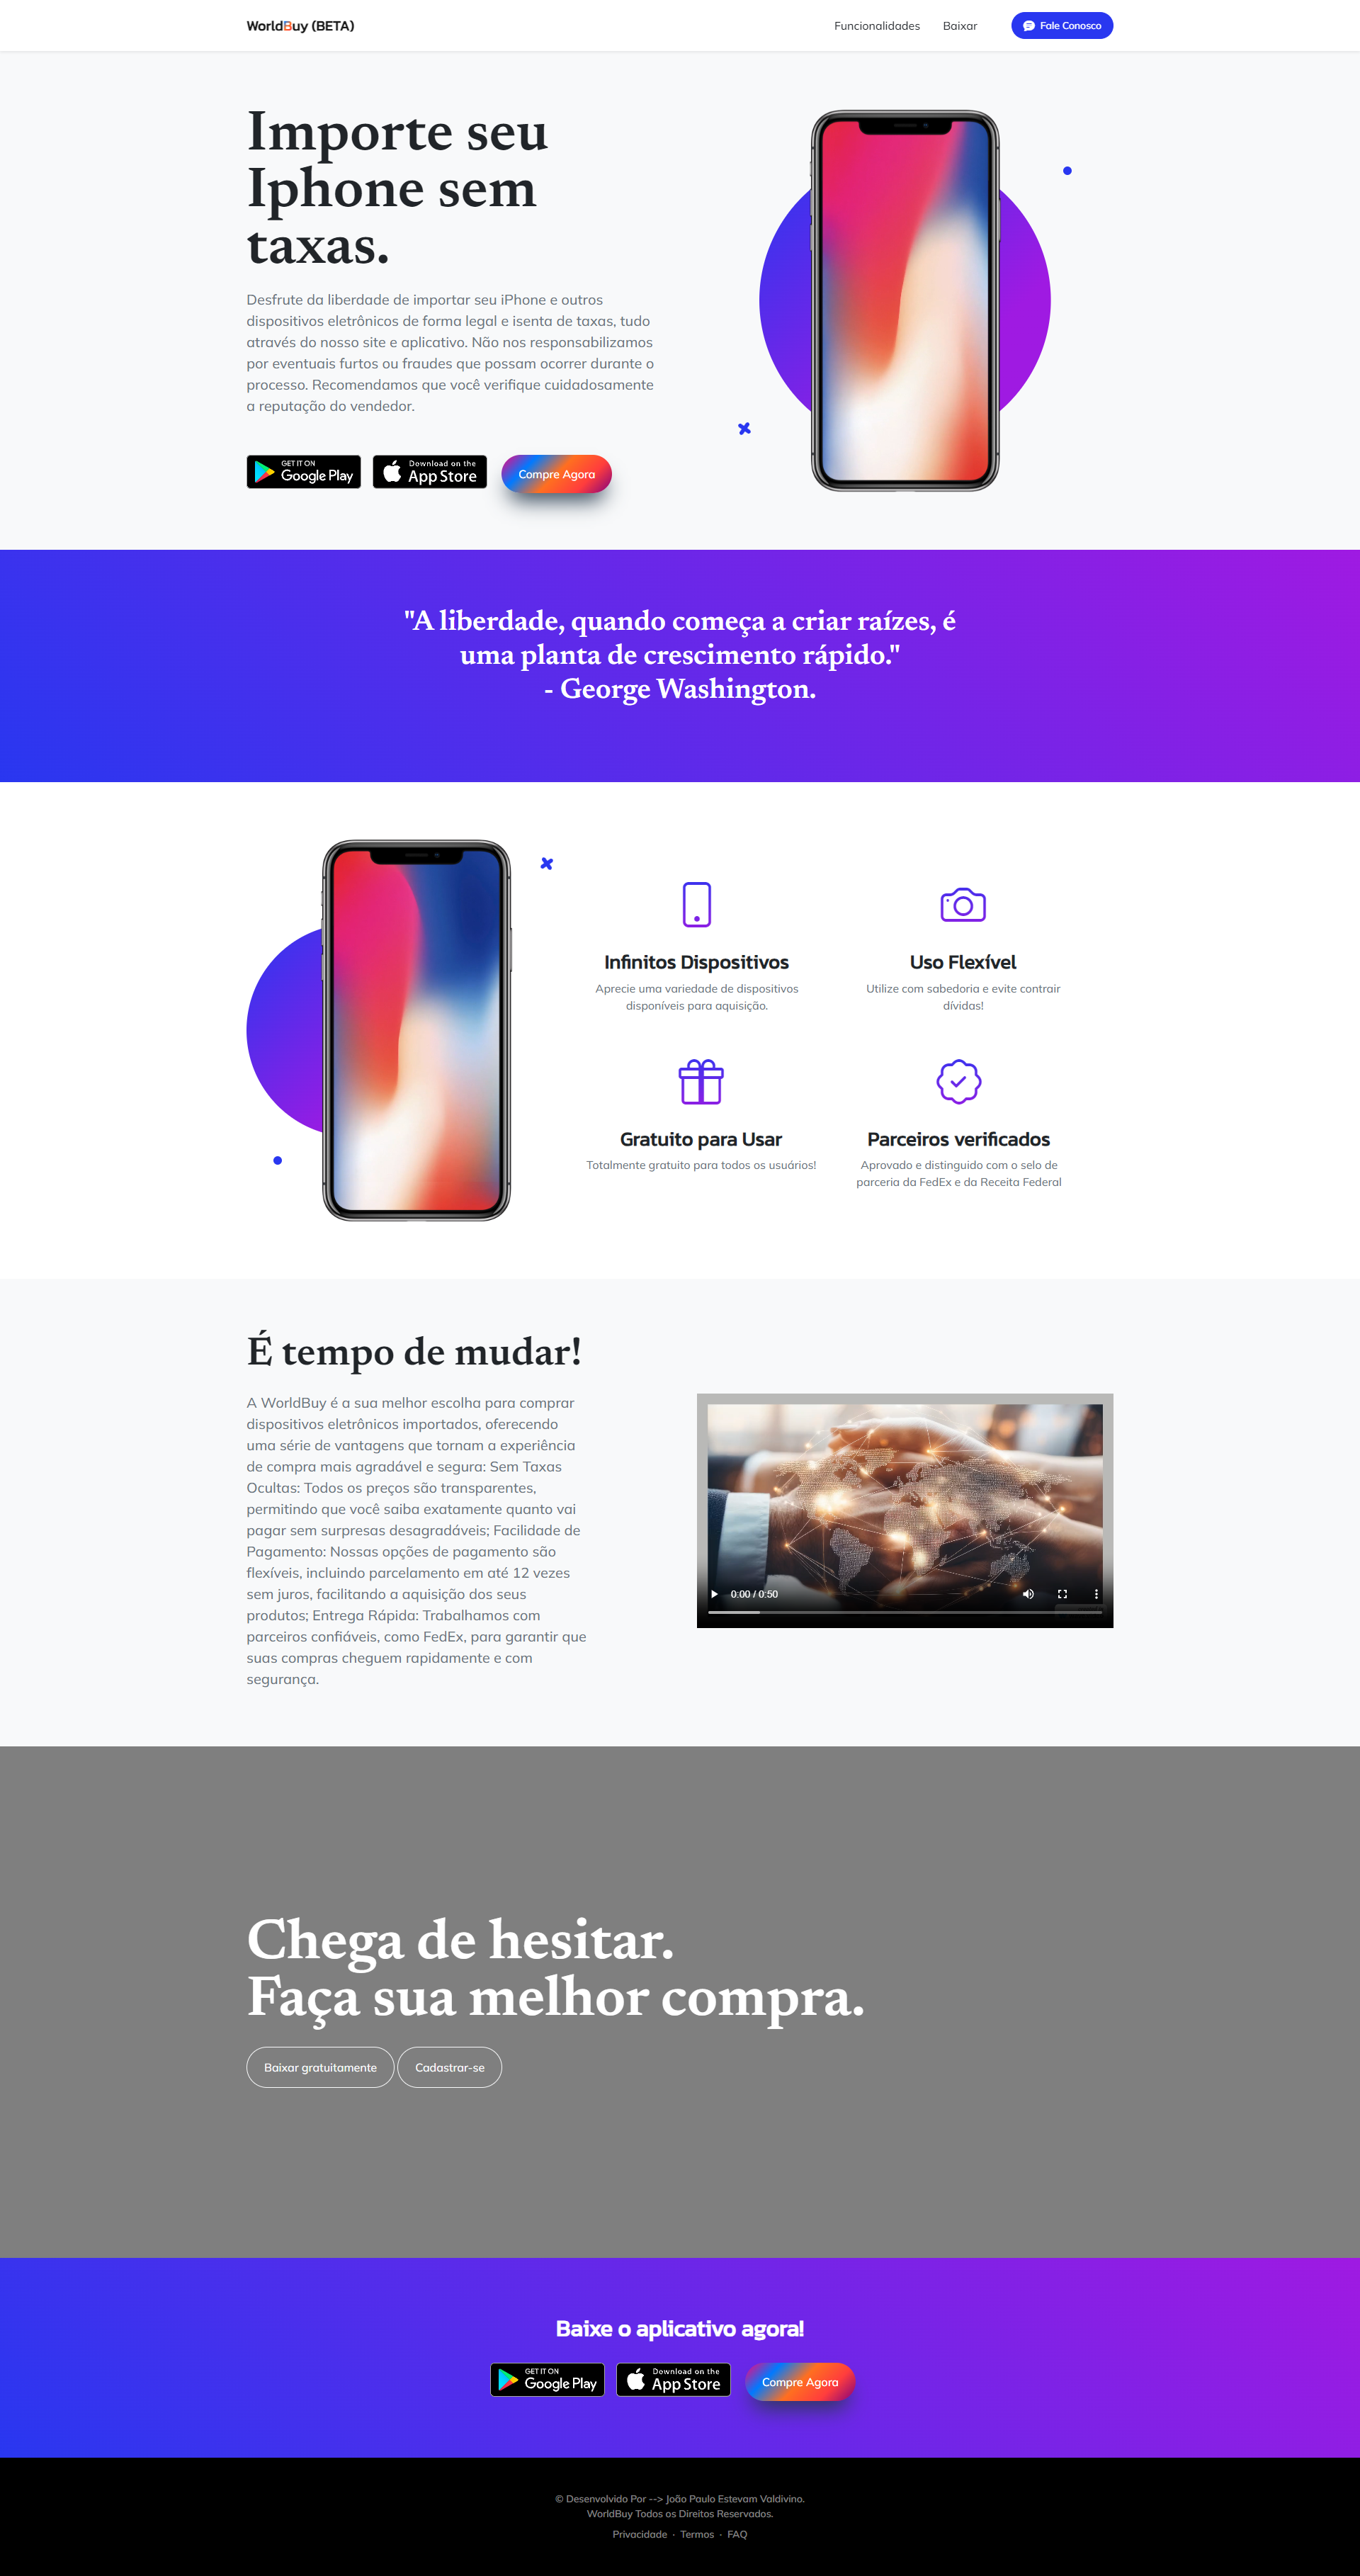 WorldBuy (BETA)
Funcionalidades
Baixar
Fale Conosco
Importe seu
Iphone sem
taxas.
Desfrute da liberdade de importar seu iPhone e outros
dispositivos eletrônicos de forma legal e isenta de taxas, tudo
através do nosso site e aplicativo. Não nos responsabilizamos
por eventuais furtos ou fraudes que possam ocorrer durante o
processo. Recomendamos que você verifique cuidadosamente
a reputação do vendedor.
GET IT ON
Google Play
Download on the
App Store
Compre Agora
"A liberdade, quando começa a criar raízes, é
uma planta de crescimento rápido."
- George Washington.
Infinitos Dispositivos
Aprecie uma variedade de dispositivos
disponíveis para aquisição.
Uso Flexível
Utilize com sabedoria e evite contrair
dívidas!
Gratuito para Usar
Totalmente gratuito para todos os usuários!
Parceiros verificados
Aprovado e distinguido com o selo de
parceria da FedEx e da Receita Federal
É tempo de mudar!
A WorldBuy é a sua melhor escolha para comprar
dispositivos eletrônicos importados, oferecendo
uma série de vantagens que tornam a experiência
de compra mais agradável e segura: Sem Taxas
Ocultas: Todos os preços são transparentes,
permitindo que você saiba exatamente quanto vai
pagar sem surpresas desagradáveis; Facilidade de
Pagamento: Nossas opções de pagamento são
flexíveis, incluindo parcelamento em até 12 vezes
sem juros, facilitando a aquisição dos seus
produtos; Entrega Rápida: Trabalhamos com
parceiros confiáveis, como FedEx, para garantir que
suas compras cheguem rapidamente e com
segurança.
0:00 / 0:50
Chega de hesitar.
Faça sua melhor compra.
Baixar gratuitamente
Cadastrar-se
Baixe o aplicativo agora!
GET IT ON
Google Play
Download on the
App Store
Compre Agora
© Desenvolvido Por --> João Paulo Estevam Valdivino.
WorldBuy Todos os Direitos Reservados.
Privacidade · Termos · FAQ